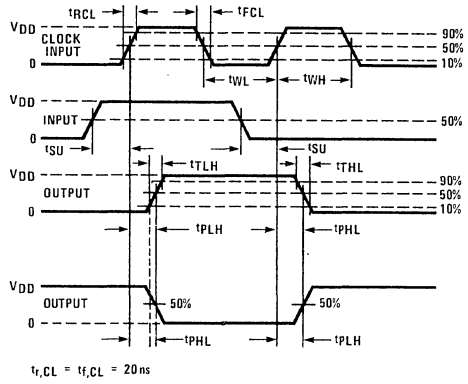 tRCL
tFCL
VDD
CLOCK
INPUT
0
90%
50%
10%
tWL
tWH
VDD
INPUT
0
50%
tSU
tSU
tTLH
tTHL
VDD
OUTPUT
0
90%
50%
10%
tPLH
tPHL
VDD
OUTPUT
0
50%
50%
tPHL
tPLH
tr,CL = tf,CL = 20 ns